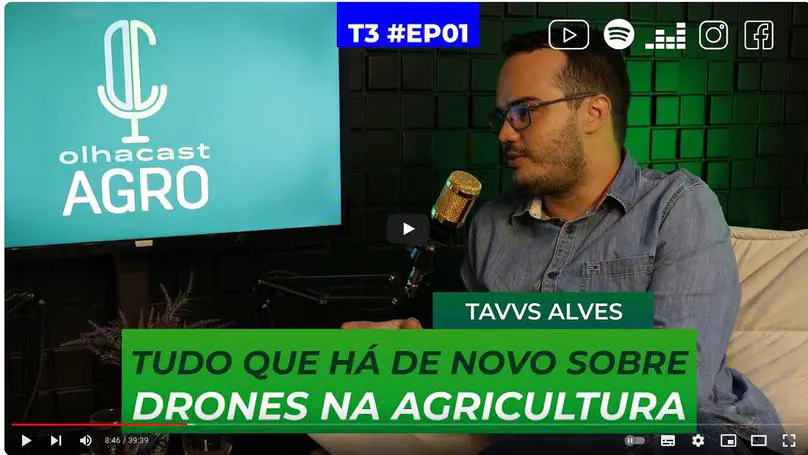 T3 #EP01
olhacast
AGRO
TAVVS ALVES
TUDO QUE HÁ DE NOVO SOBRE
DRONES NA AGRICULTURA
8:46 / 39:39